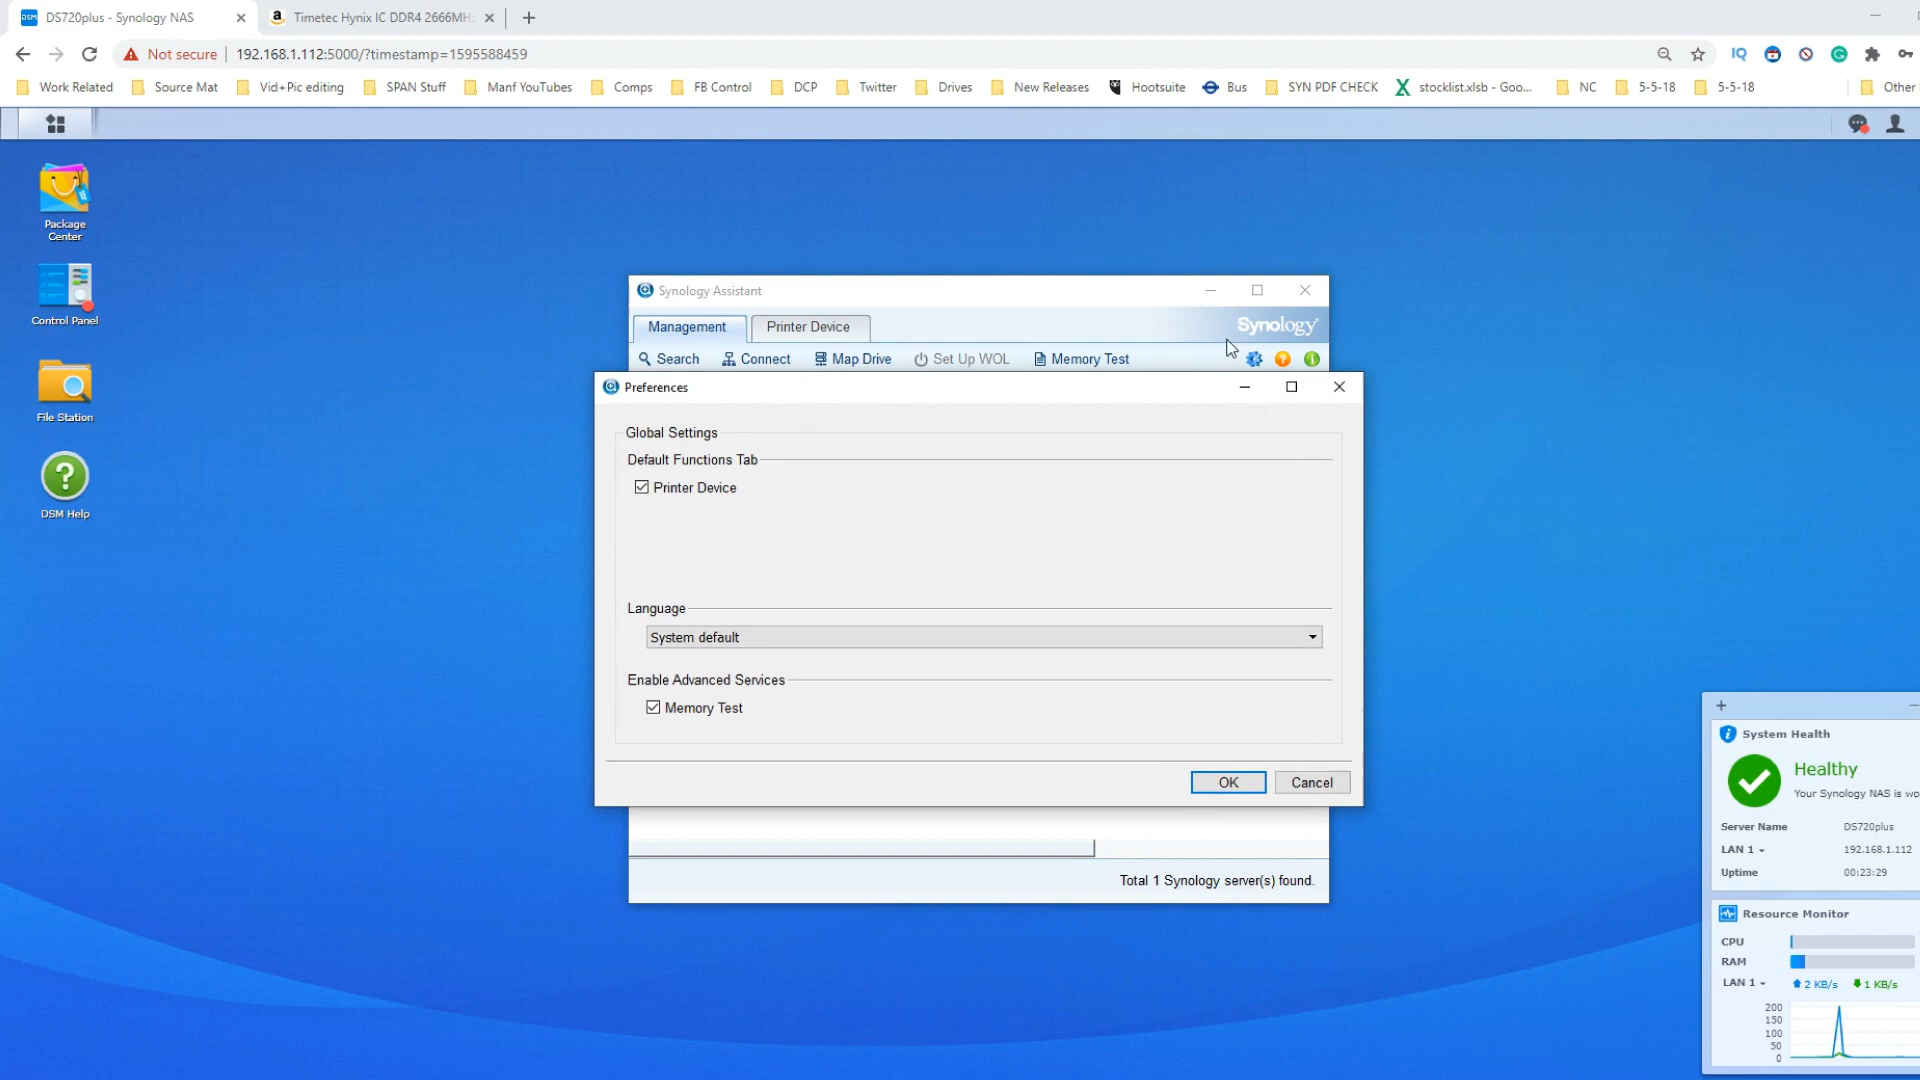 DS720plus - Synology NAS
Timetec Hynix IC DDR4 2666MH
Not secure
192.168.1.112:5000/?timestamp=1595588459
IQ
Work Related
Source Mat
Vid+Pic editing
SPAN Stuff
Manf YouTubes
Comps
FB Control
DCP
Twitter
Drives
New Releases
Hootsuite
Bus
SYN PDF CHECK
stocklist.xlsb - Goo...
NC
5-5-18
5-5-18
Other
Package
Center
Control Panel
File Station
DSM Help
Synology Assistant
Management
Printer Device
Synology
Search
Connect
Map Drive
Set Up WOL
Memory Test
Preferences
Global Settings
Default Functions Tab
Printer Device
Language
System default
Enable Advanced Services
Memory Test
OK
Cancel
Total 1 Synology server(s) found.
System Health
Healthy
Your Synology NAS is wo
Server Name DS720plus
LAN 1 192.168.1.112
Uptime 00:23:29
Resource Monitor
CPU
RAM
LAN 1 2 KB/s 1 KB/s
200
150
100
50
0